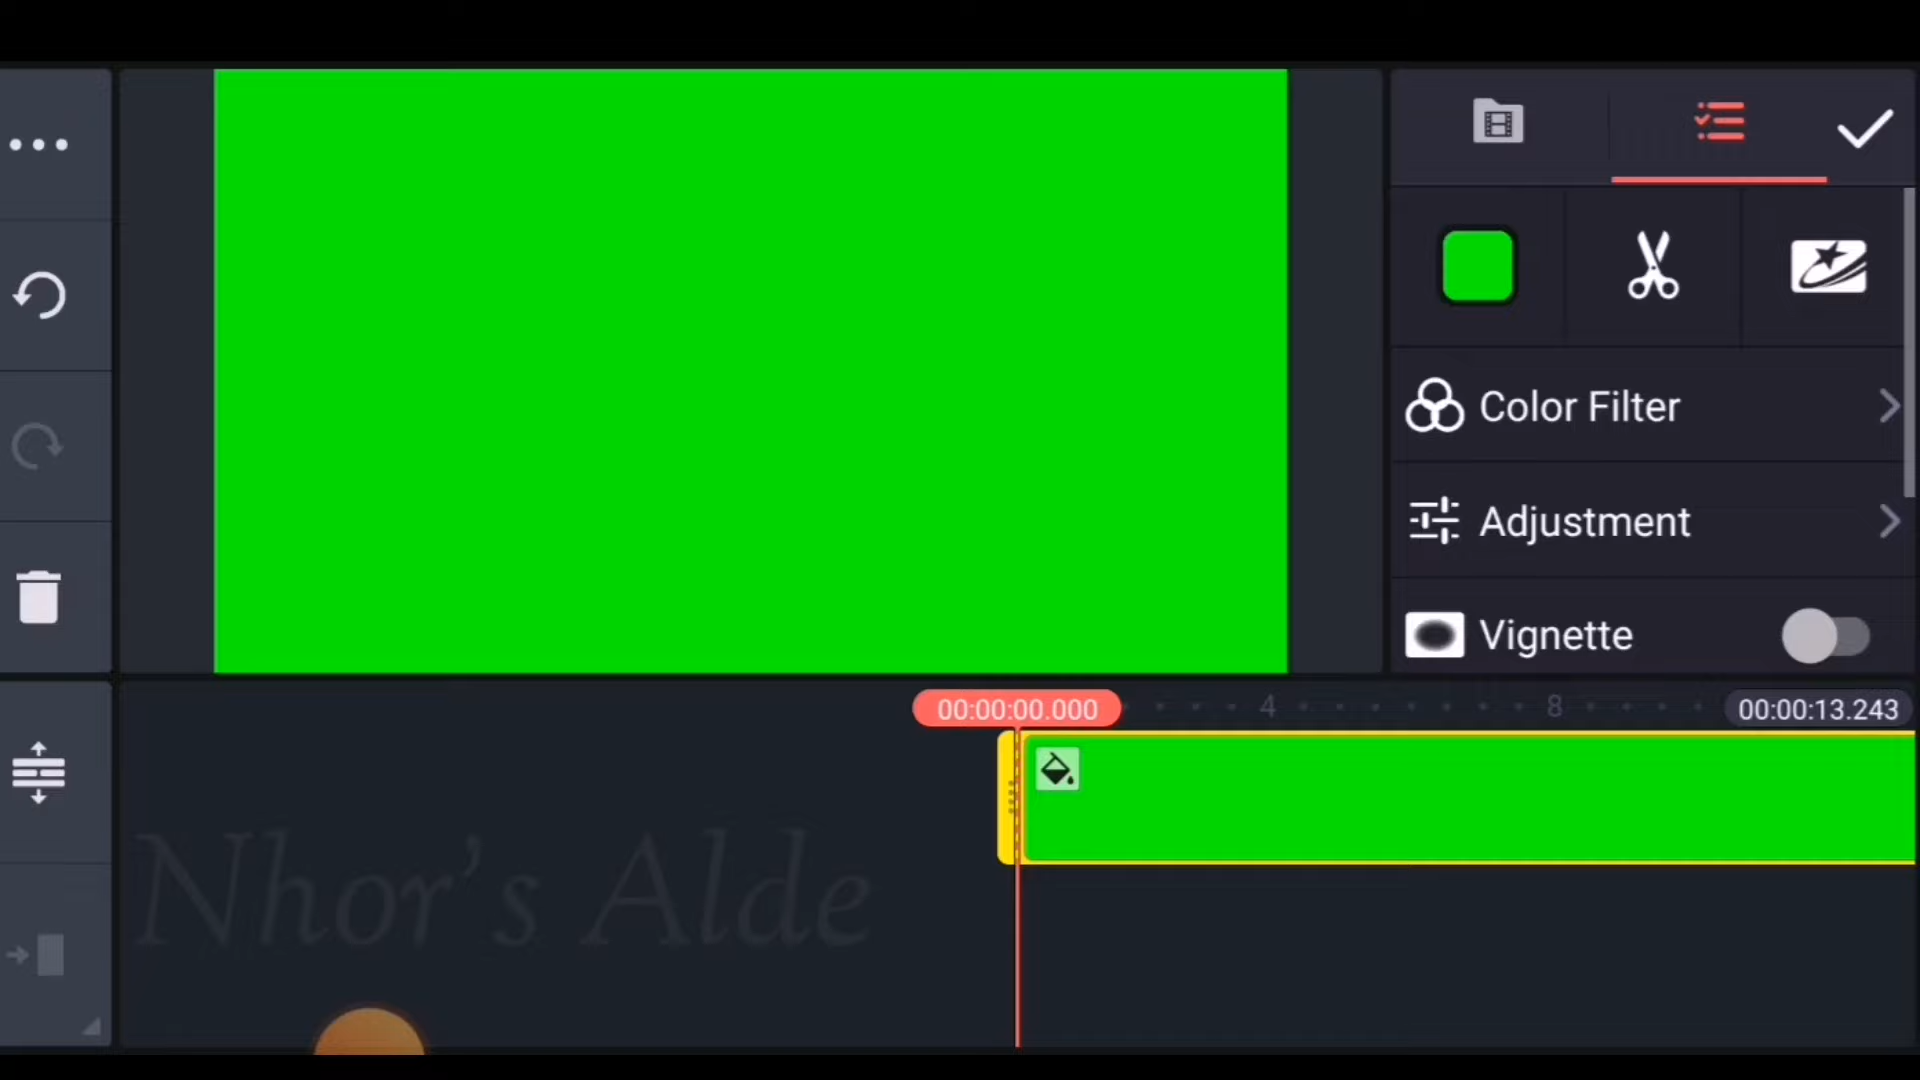 Color Filter
Adjustment
Vignette
00:00:00.000
4
8
00:00:13.243
Nhor's Alde